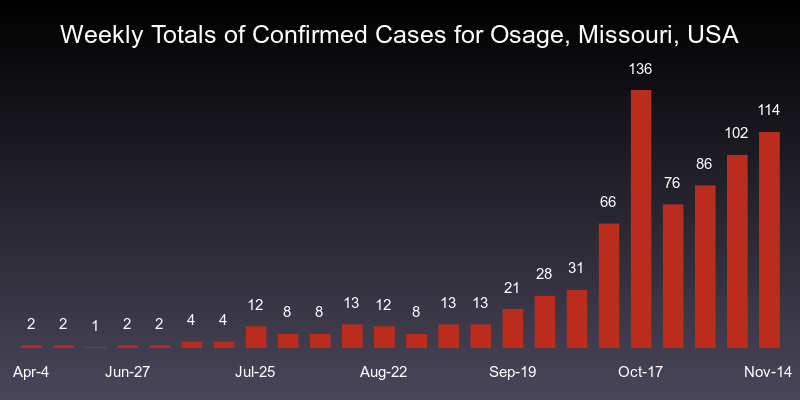 Weekly Totals of Confirmed Cases for Osage, Missouri, USA
2 2 1 2 2 4 4 12 8 8 13 12 8 13 13 21 28 31 66 136 76 86 102 114
Apr-4 Jun-27 Jul-25 Aug-22 Sep-19 Oct-17 Nov-14